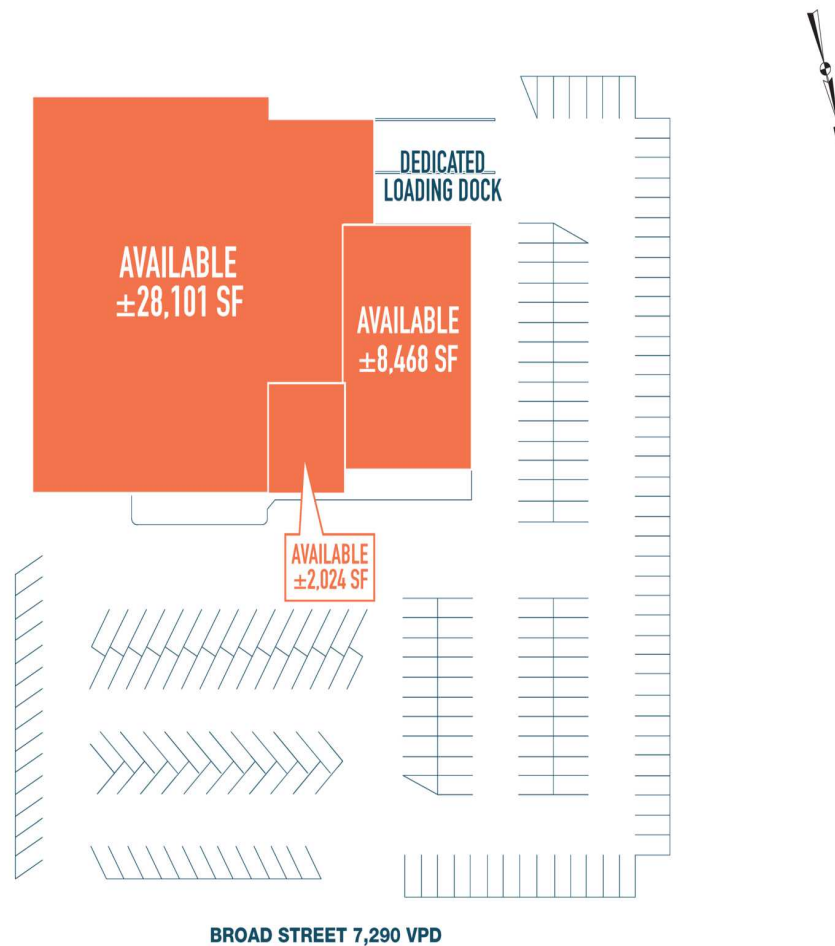 DEDICATED
LOADING DOCK
AVAILABLE
±28,101 SF
AVAILABLE
±8,468 SF
AVAILABLE
±2,024 SF
BROAD STREET 7,290 VPD